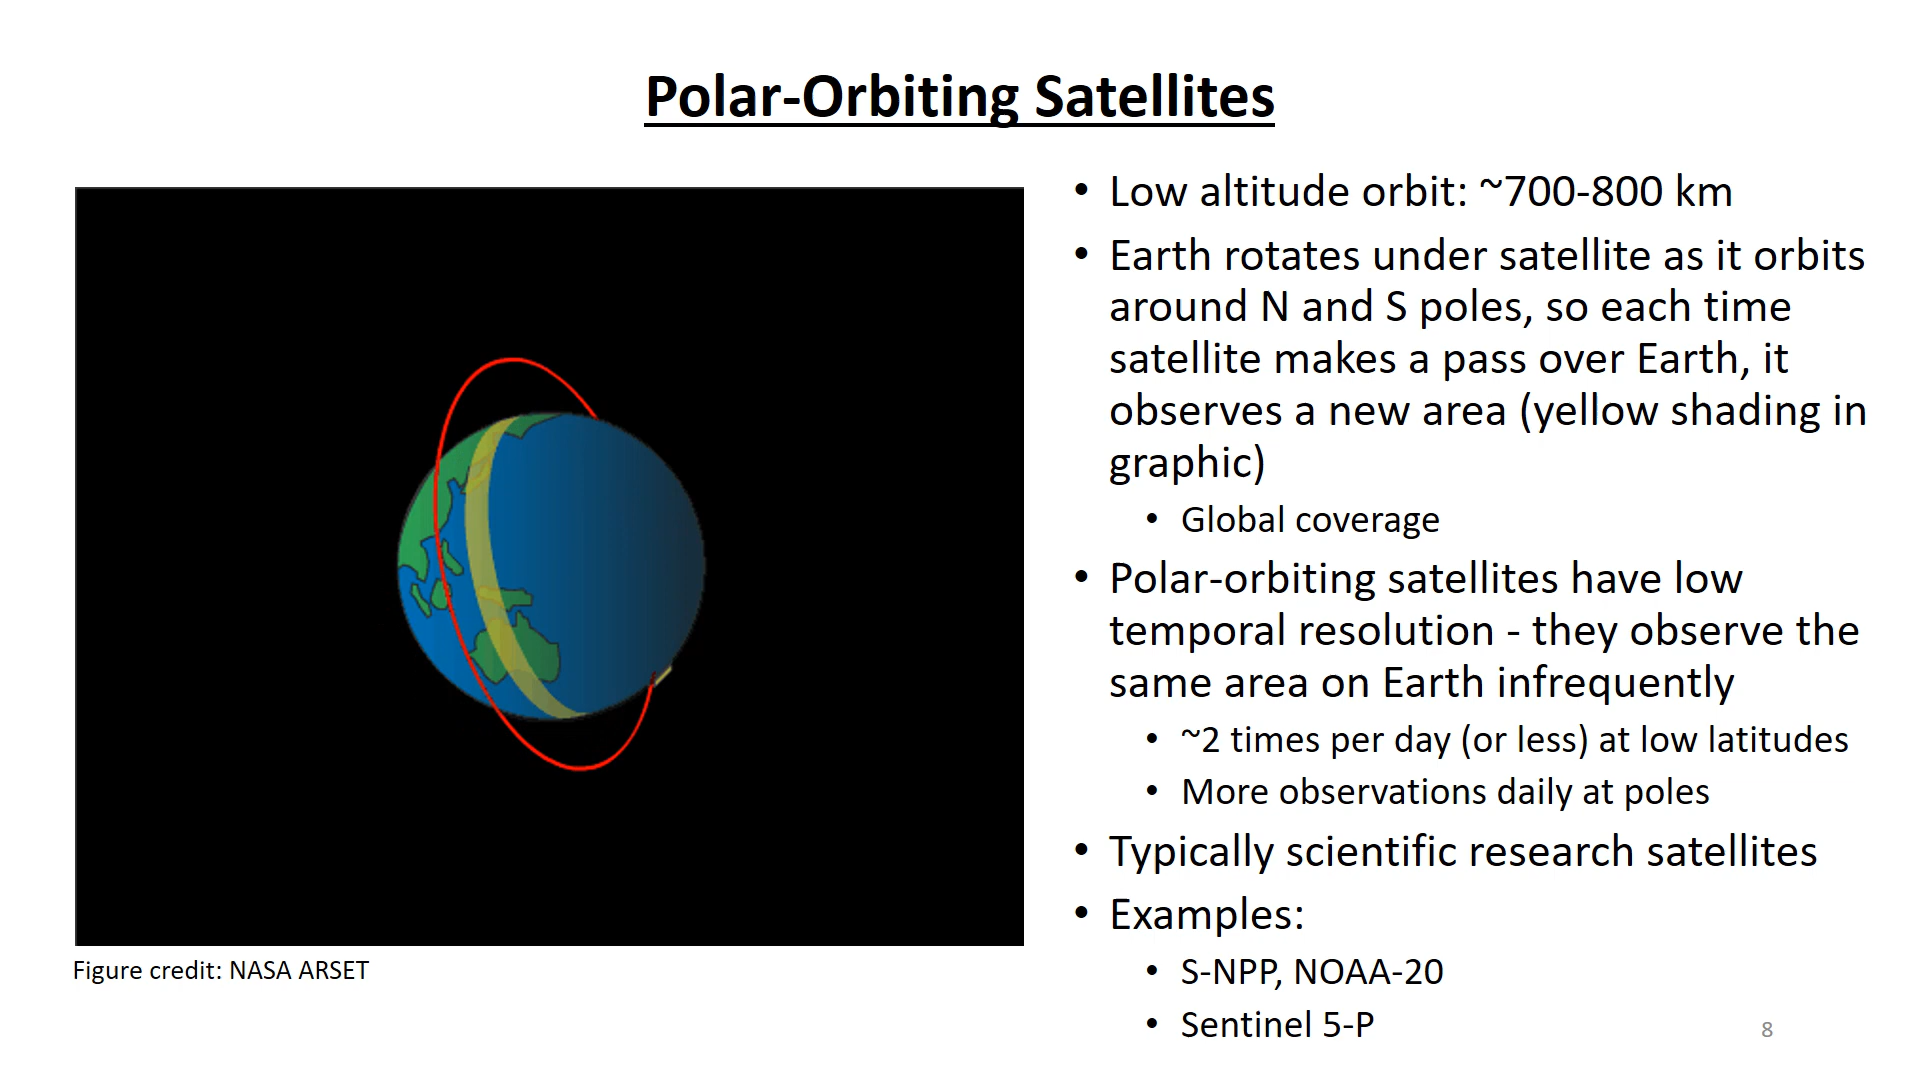 Polar-Orbiting Satellites
• Low altitude orbit: ~700-800 km
• Earth rotates under satellite as it orbits
around N and S poles, so each time
satellite makes a pass over Earth, it
observes a new area (yellow shading in
graphic)
• Global coverage
• Polar-orbiting satellites have low
temporal resolution - they observe the
same area on Earth infrequently
• ~2 times per day (or less) at low latitudes
• More observations daily at poles
• Typically scientific research satellites
• Examples:
• S-NPP, NOAA-20
• Sentinel 5-P
Figure credit: NASA ARSET
8